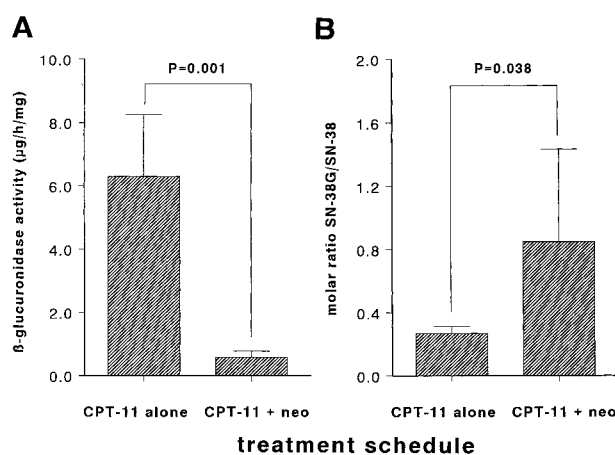 A
B
P=0.001
P=0.038
ß-glucuronidase activity (µg/h/mg)
10.0
8.0
6.0
4.0
2.0
0.0
CPT-11 alone
CPT-11 + neo
molar ratio SN-38G/SN-38
2.0
1.6
1.2
0.8
0.4
0.0
CPT-11 alone
CPT-11 + neo
treatment schedule